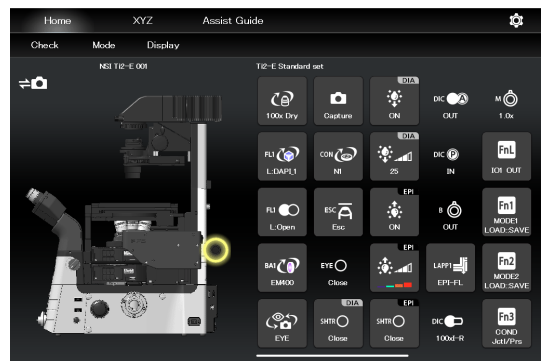 Home XYZ Assist Guide
Check Mode Display
NSI Ti2-E 001
Ti2-E Standard set
100x Dry
Capture
DIA
ON
DIC A
OUT
M
1.0x
FL1
L:DAPI_1
CON
N1
DIA
25
DIC P
IN
FnL
IO1 OUT
FL1
L:Open
ESC
Esc
EPI
ON
B
OUT
Fn1
MODE1
LOAD:SAVE
BA1
EM400
EYE
Close
EPI
LAPP1
EPI-FL
Fn2
MODE2
LOAD:SAVE
EYE
DIA
SHTR
Close
EPI
SHTR
Close
DIC
100xI-R
Fn3
COND
Jctl/Prs